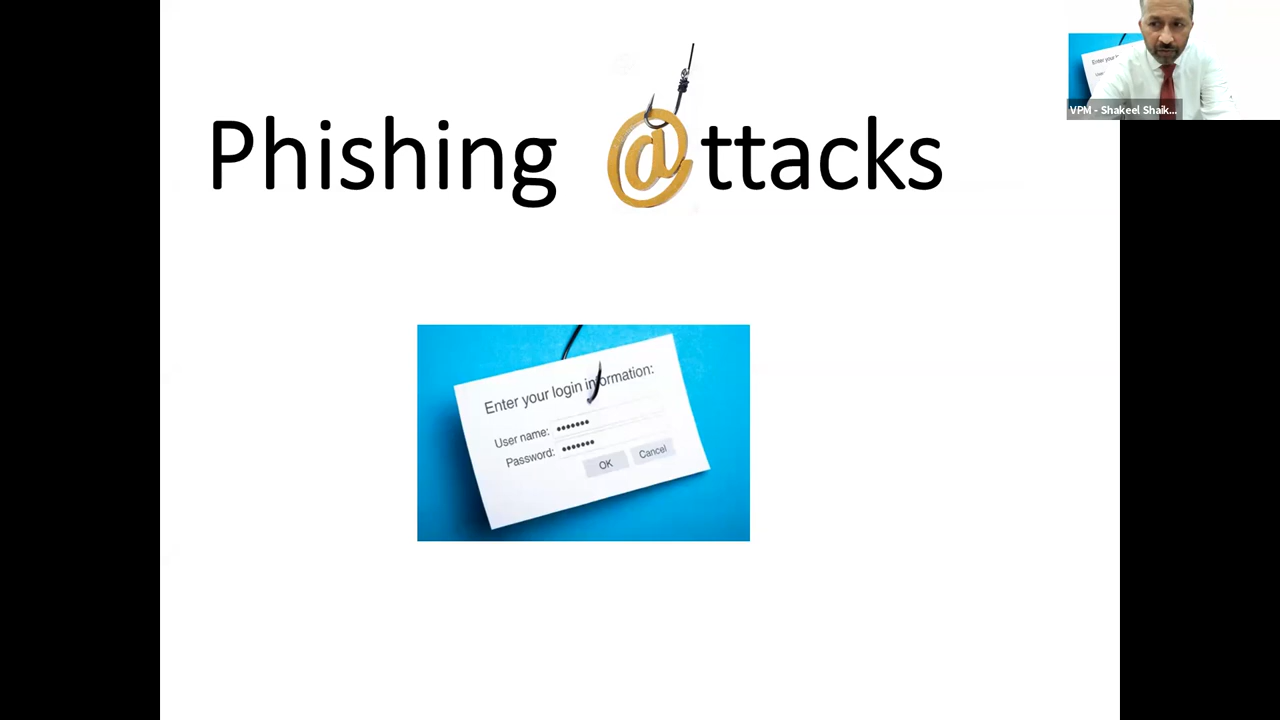 Phishing @ttacks
Enter your login information:
User name: •••••••
Password: •••••••
OK Cancel
VPM - Shakeel Shaik...